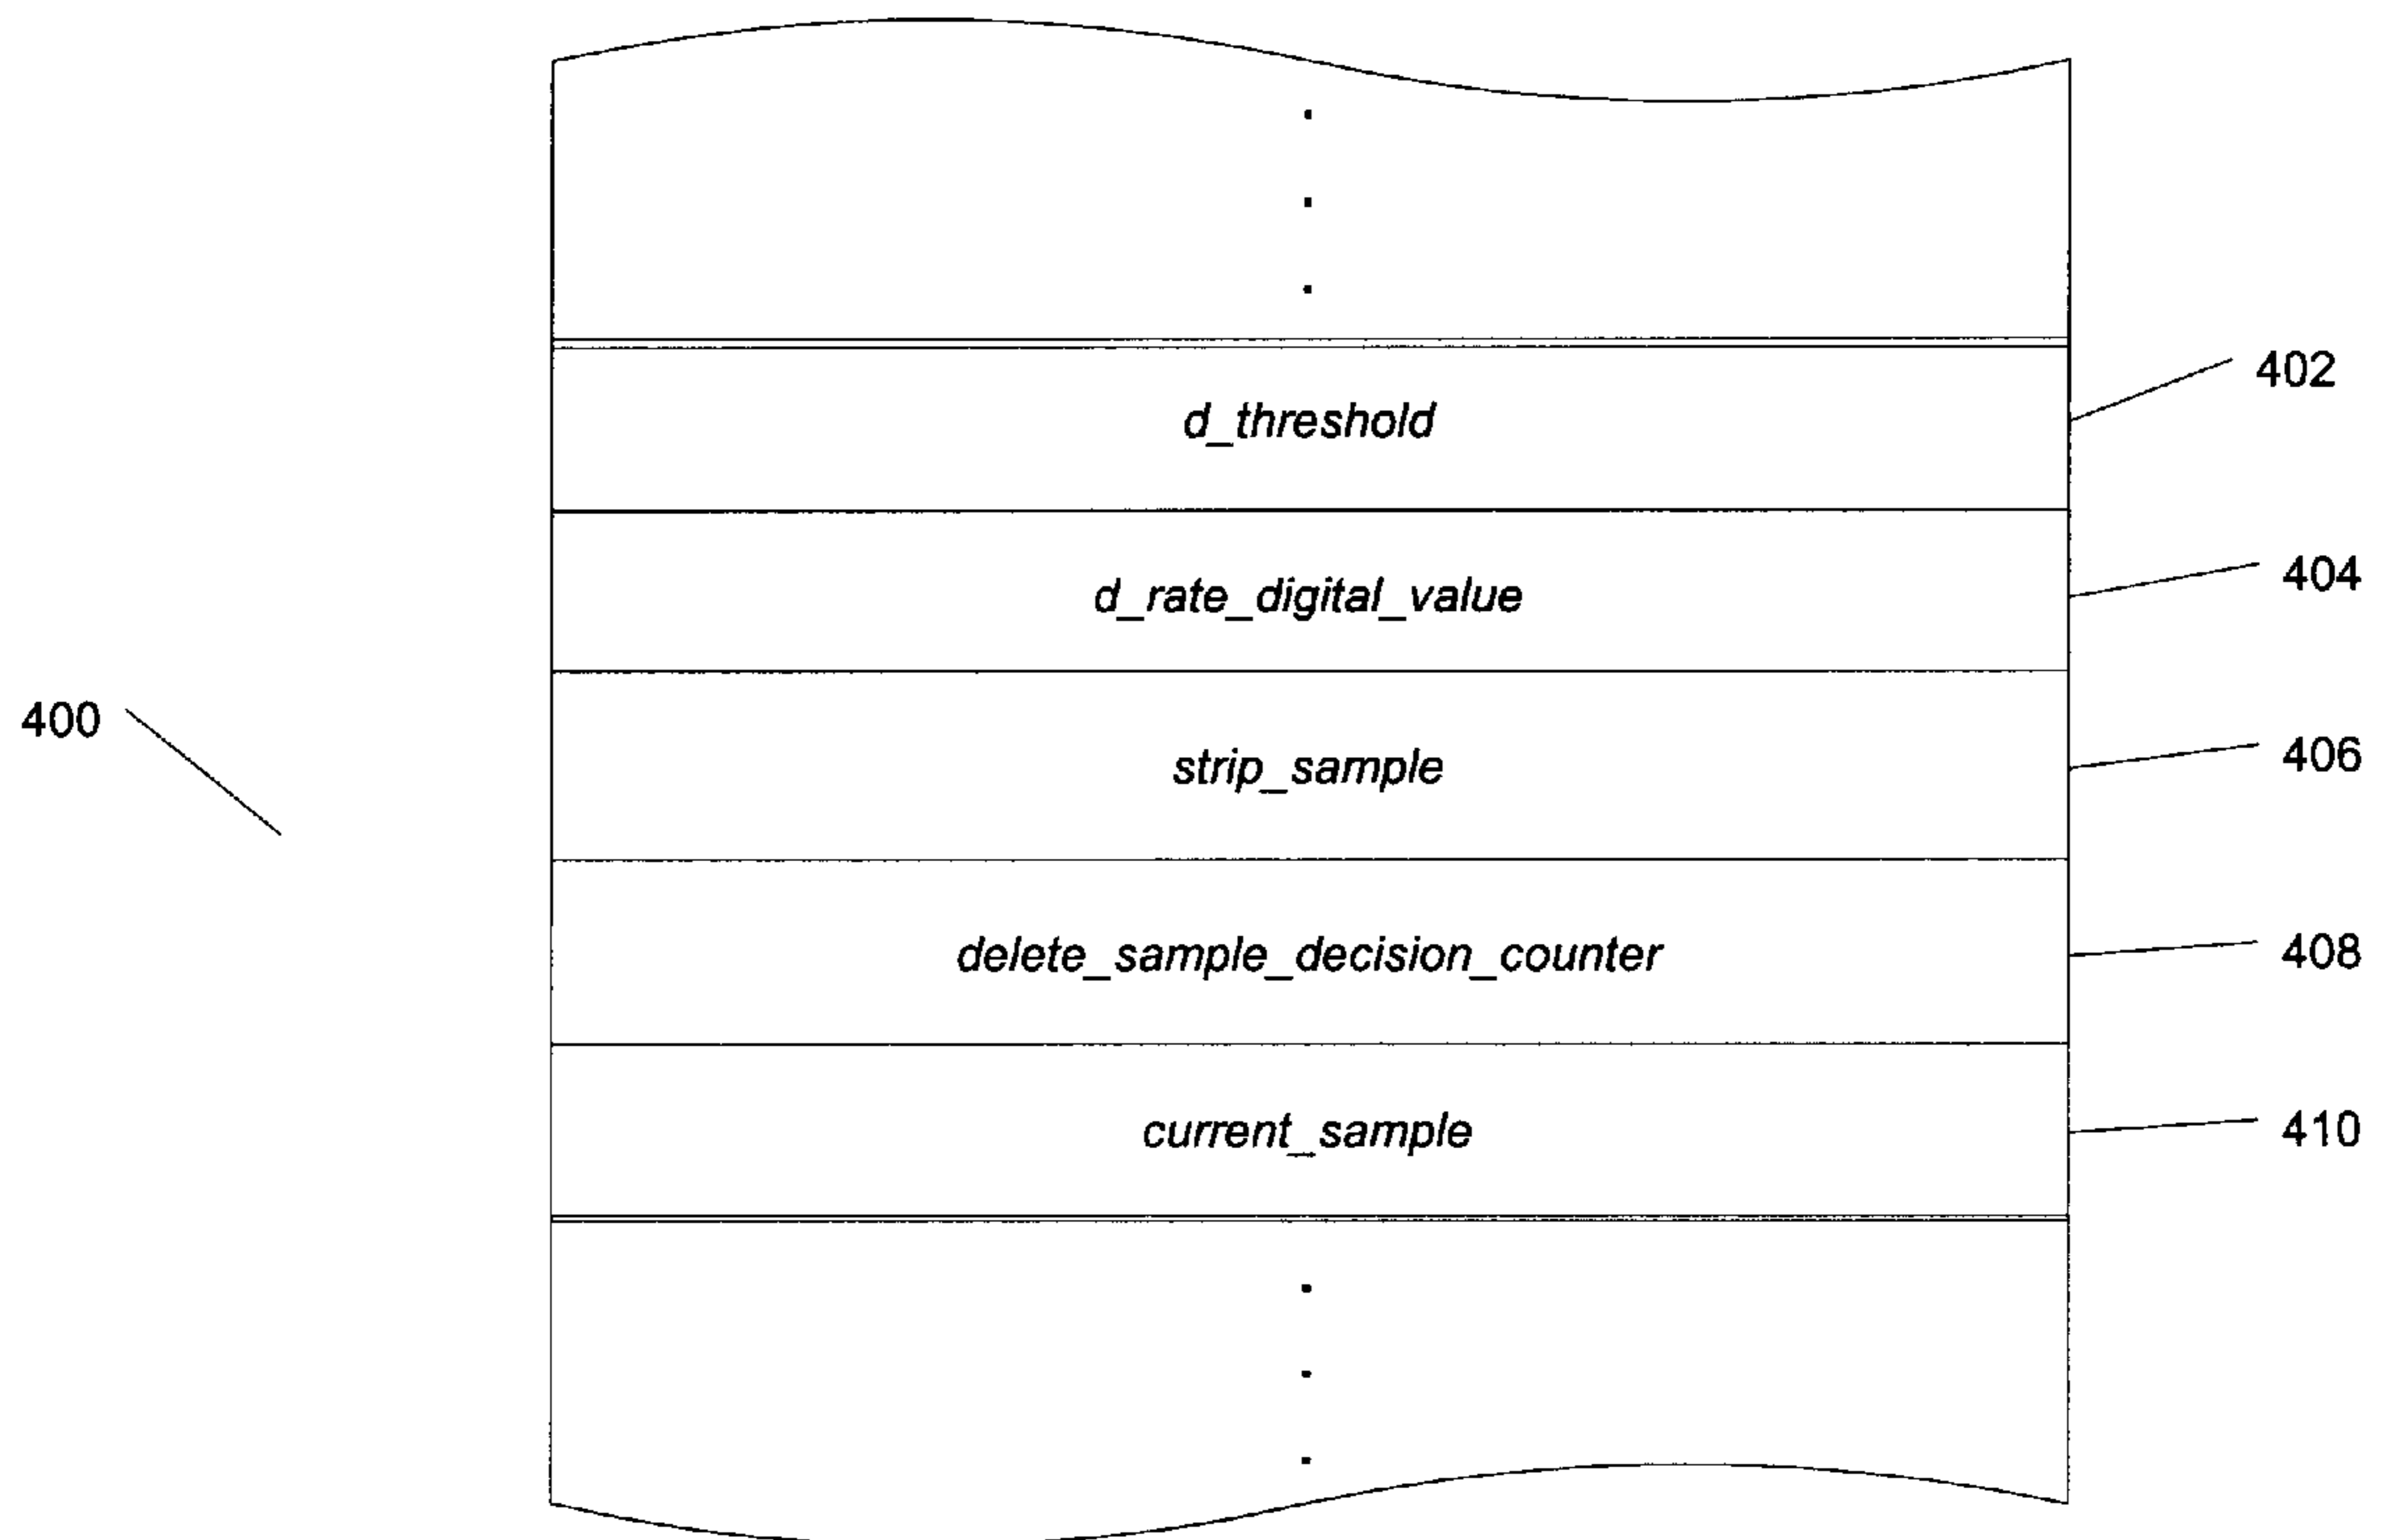 402
d_threshold
404
d_rate_digital_value
400
strip_sample
406
delete_sample_decision_counter
408
current_sample
410